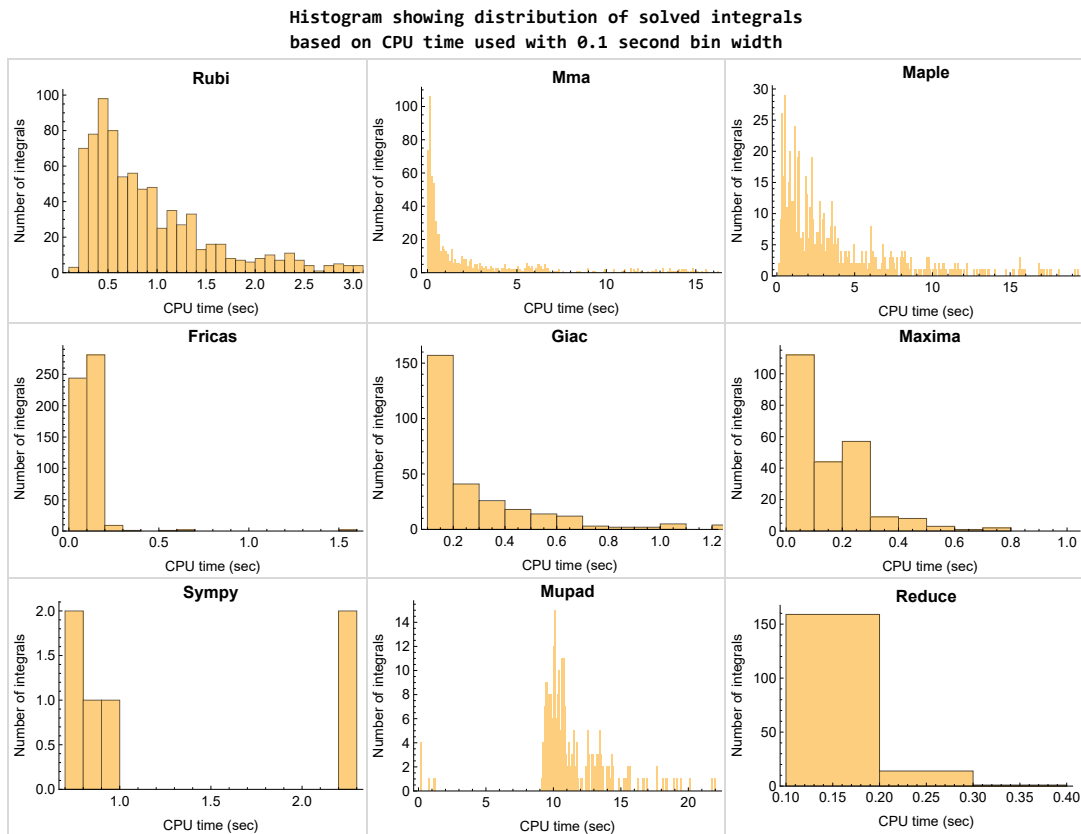 Histogram showing distribution of solved integrals
based on CPU time used with 0.1 second bin width
Rubi
Number of integrals
100
80
60
40
20
0
0.5 1.0 1.5 2.0 2.5 3.0
CPU time (sec)
Mma
Number of integrals
100
80
60
40
20
0
0 5 10 15
CPU time (sec)
Maple
Number of integrals
30
25
20
15
10
5
0
0 5 10 15
CPU time (sec)
Fricas
Number of integrals
250
200
150
100
50
0
0.0 0.5 1.0 1.5
CPU time (sec)
Giac
Number of integrals
150
100
50
0
0.2 0.4 0.6 0.8 1.0 1.2
CPU time (sec)
Maxima
Number of integrals
100
80
60
40
20
0
0.0 0.2 0.4 0.6 0.8 1.0
CPU time (sec)
Sympy
Number of integrals
2.0
1.5
1.0
0.5
0.0
1.0 1.5 2.0
CPU time (sec)
Mupad
Number of integrals
14
12
10
8
6
4
2
0
0 5 10 15 20
CPU time (sec)
Reduce
Number of integrals
150
100
50
0
0.10 0.15 0.20 0.25 0.30 0.35 0.40
CPU time (sec)